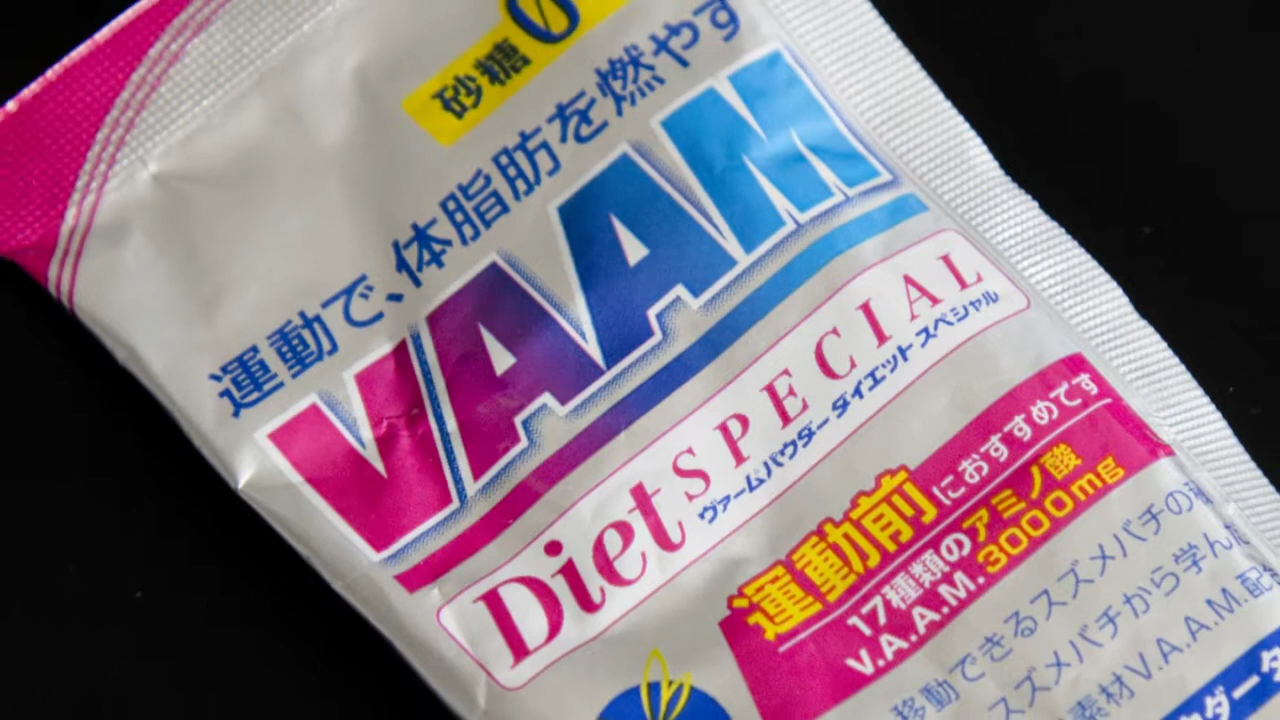 砂糖0
運動で、体脂肪を燃やす
VAAM
Diet SPECIAL
ヴァームパウダー ダイエット スペシャル
運動前におすすめです
17種類のアミノ酸
V.A.A.M. 3000mg
移動できるスズメバチの
スズメバチから学ん
素材V.A.A.M.配
ダー